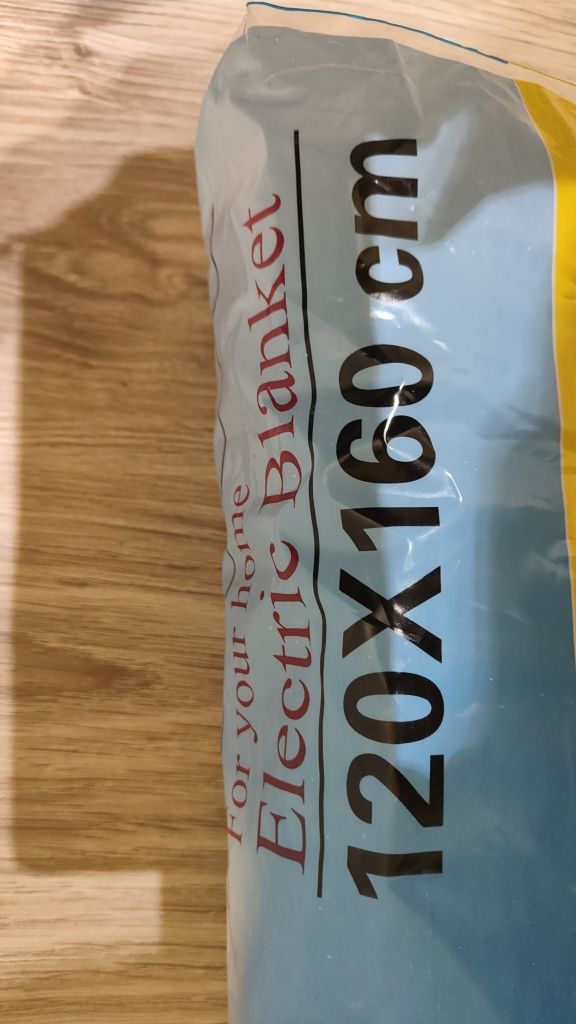 For your home
Electric Blanket
120X160 cm